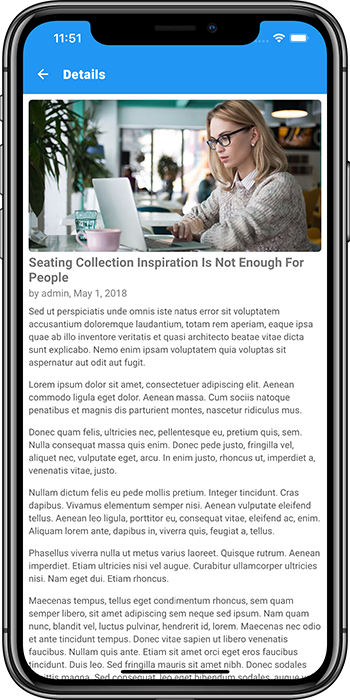 11:51
Details
Seating Collection Inspiration Is Not Enough For
People
by admin, May 1, 2018
Sed ut perspiciatis unde omnis iste natus error sit voluptatem
accusantium doloremque laudantium, totam rem aperiam, eaque ipsa
quae ab illo inventore veritatis et quasi architecto beatae vitae dicta
sunt explicabo. Nemo enim ipsam voluptatem quia voluptas sit
aspernatur aut odit aut fugit.
Lorem ipsum dolor sit amet, consectetuer adipiscing elit. Aenean
commodo ligula eget dolor. Aenean massa. Cum sociis natoque
penatibus et magnis dis parturient montes, nascetur ridiculus mus.
Donec quam felis, ultricies nec, pellentesque eu, pretium quis, sem.
Nulla consequat massa quis enim. Donec pede justo, fringilla vel,
aliquet nec, vulputate eget, arcu. In enim justo, rhoncus ut, imperdiet a,
venenatis vitae, justo.
Nullam dictum felis eu pede mollis pretium. Integer tincidunt. Cras
dapibus. Vivamus elementum semper nisi. Aenean vulputate eleifend
tellus. Aenean leo ligula, porttitor eu, consequat vitae, eleifend ac, enim.
Aliquam lorem ante, dapibus in, viverra quis, feugiat a, tellus.
Phasellus viverra nulla ut metus varius laoreet. Quisque rutrum. Aenean
imperdiet. Etiam ultricies nisi vel augue. Curabitur ullamcorper ultricies
nisi. Nam eget dui. Etiam rhoncus.
Maecenas tempus, tellus eget condimentum rhoncus, sem quam
semper libero, sit amet adipiscing sem neque sed ipsum. Nam quam
nunc, blandit vel, luctus pulvinar, hendrerit id, lorem. Maecenas nec odio
et ante tincidunt tempus. Donec vitae sapien ut libero venenatis
faucibus. Nullam quis ante. Etiam sit amet orci eget eros faucibus
tincidunt. Duis leo. Sed fringilla mauris sit amet nibh. Donec sodales
sagittis magna. Sed consequat, leo eget bibendum sodales, augue